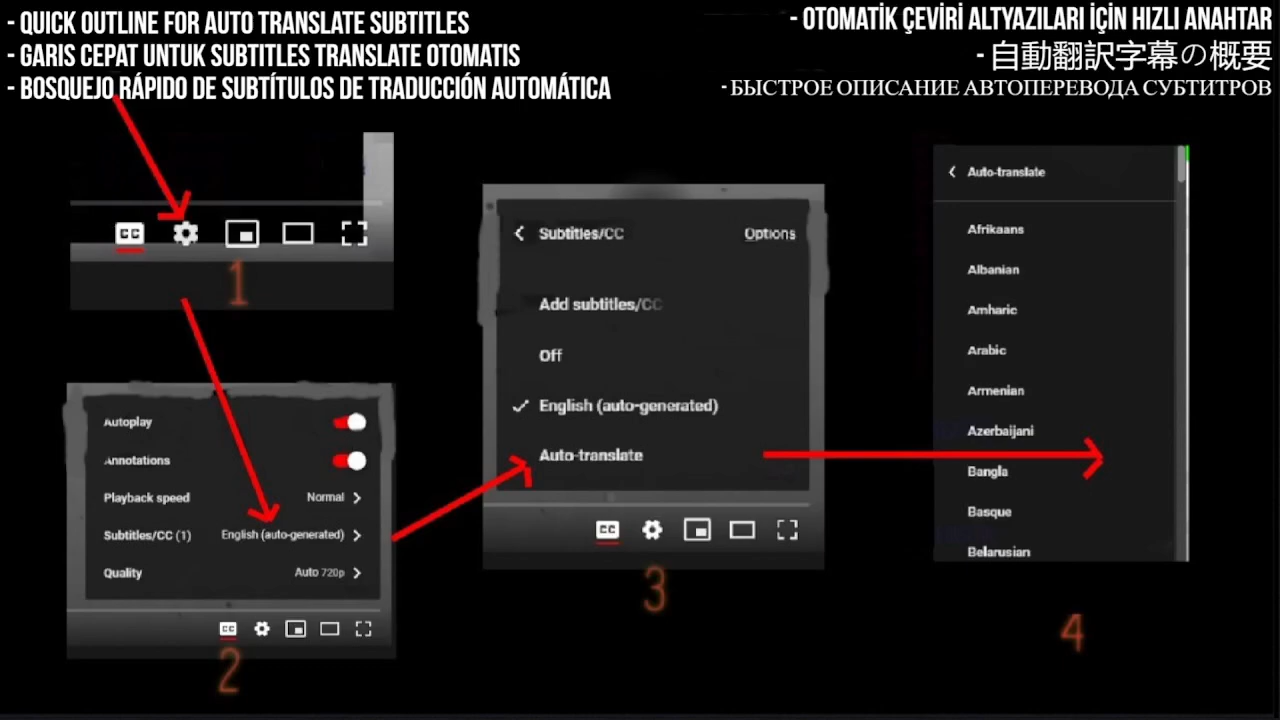 - QUICK OUTLINE FOR AUTO TRANSLATE SUBTITLES
- GARIS CEPAT UNTUK SUBTITLES TRANSLATE OTOMATIS
- BOSQUEJO RÁPIDO DE SUBTÍTULOS DE TRADUCCIÓN AUTOMÁTICA
- OTOMATİK ÇEVİRİ ALTYAZILARI İÇİN HIZLI ANAHTAR
- 自動翻訳字幕の概要
- БЫСТРОЕ ОПИСАНИЕ АВТОПЕРЕВОДА СУБТИТРОВ
CC
1
Autoplay
Annotations
Playback speed Normal
Subtitles/CC (1) English (auto-generated)
Quality Auto 720p
CC
2
Subtitles/CC Options
Add subtitles/CC
Off
English (auto-generated)
Auto-translate
CC
3
Auto-translate
Afrikaans
Albanian
Amharic
Arabic
Armenian
Azerbaijani
Bangla
Basque
Belarusian
4